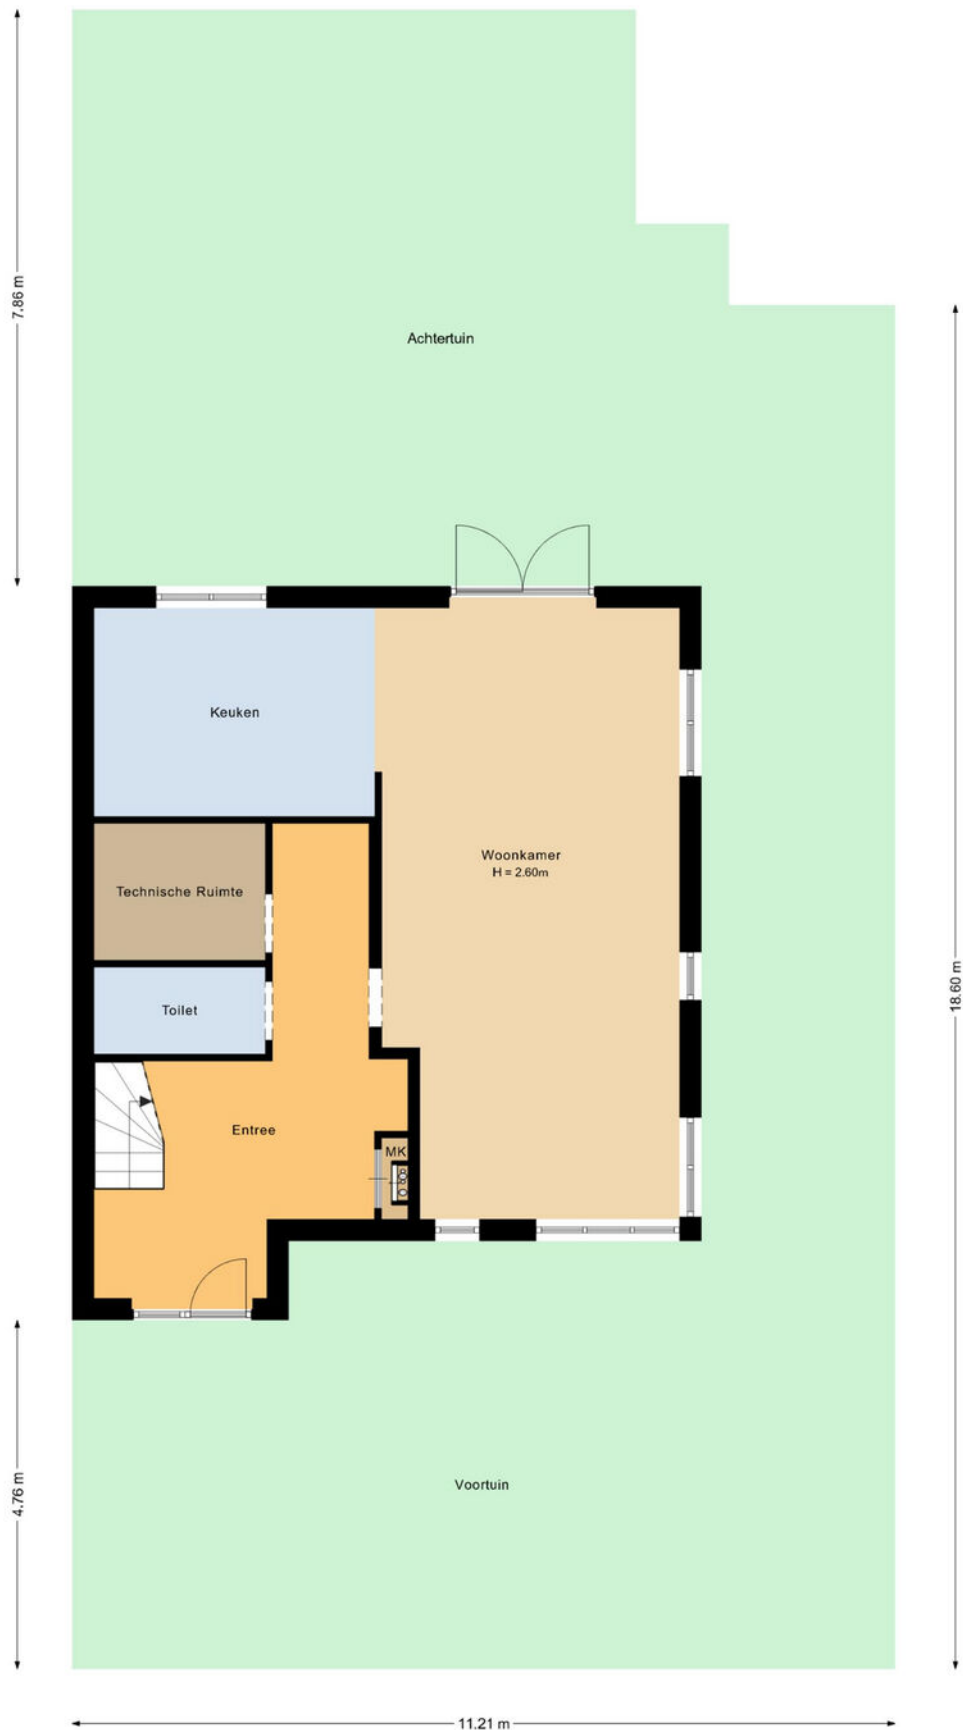 7.86 m
Achtertuin
Keuken
Woonkamer
H = 2.60m
Technische Ruimte
18.60 m
Toilet
Entree
MK
4.76 m
Voortuin
11.21 m